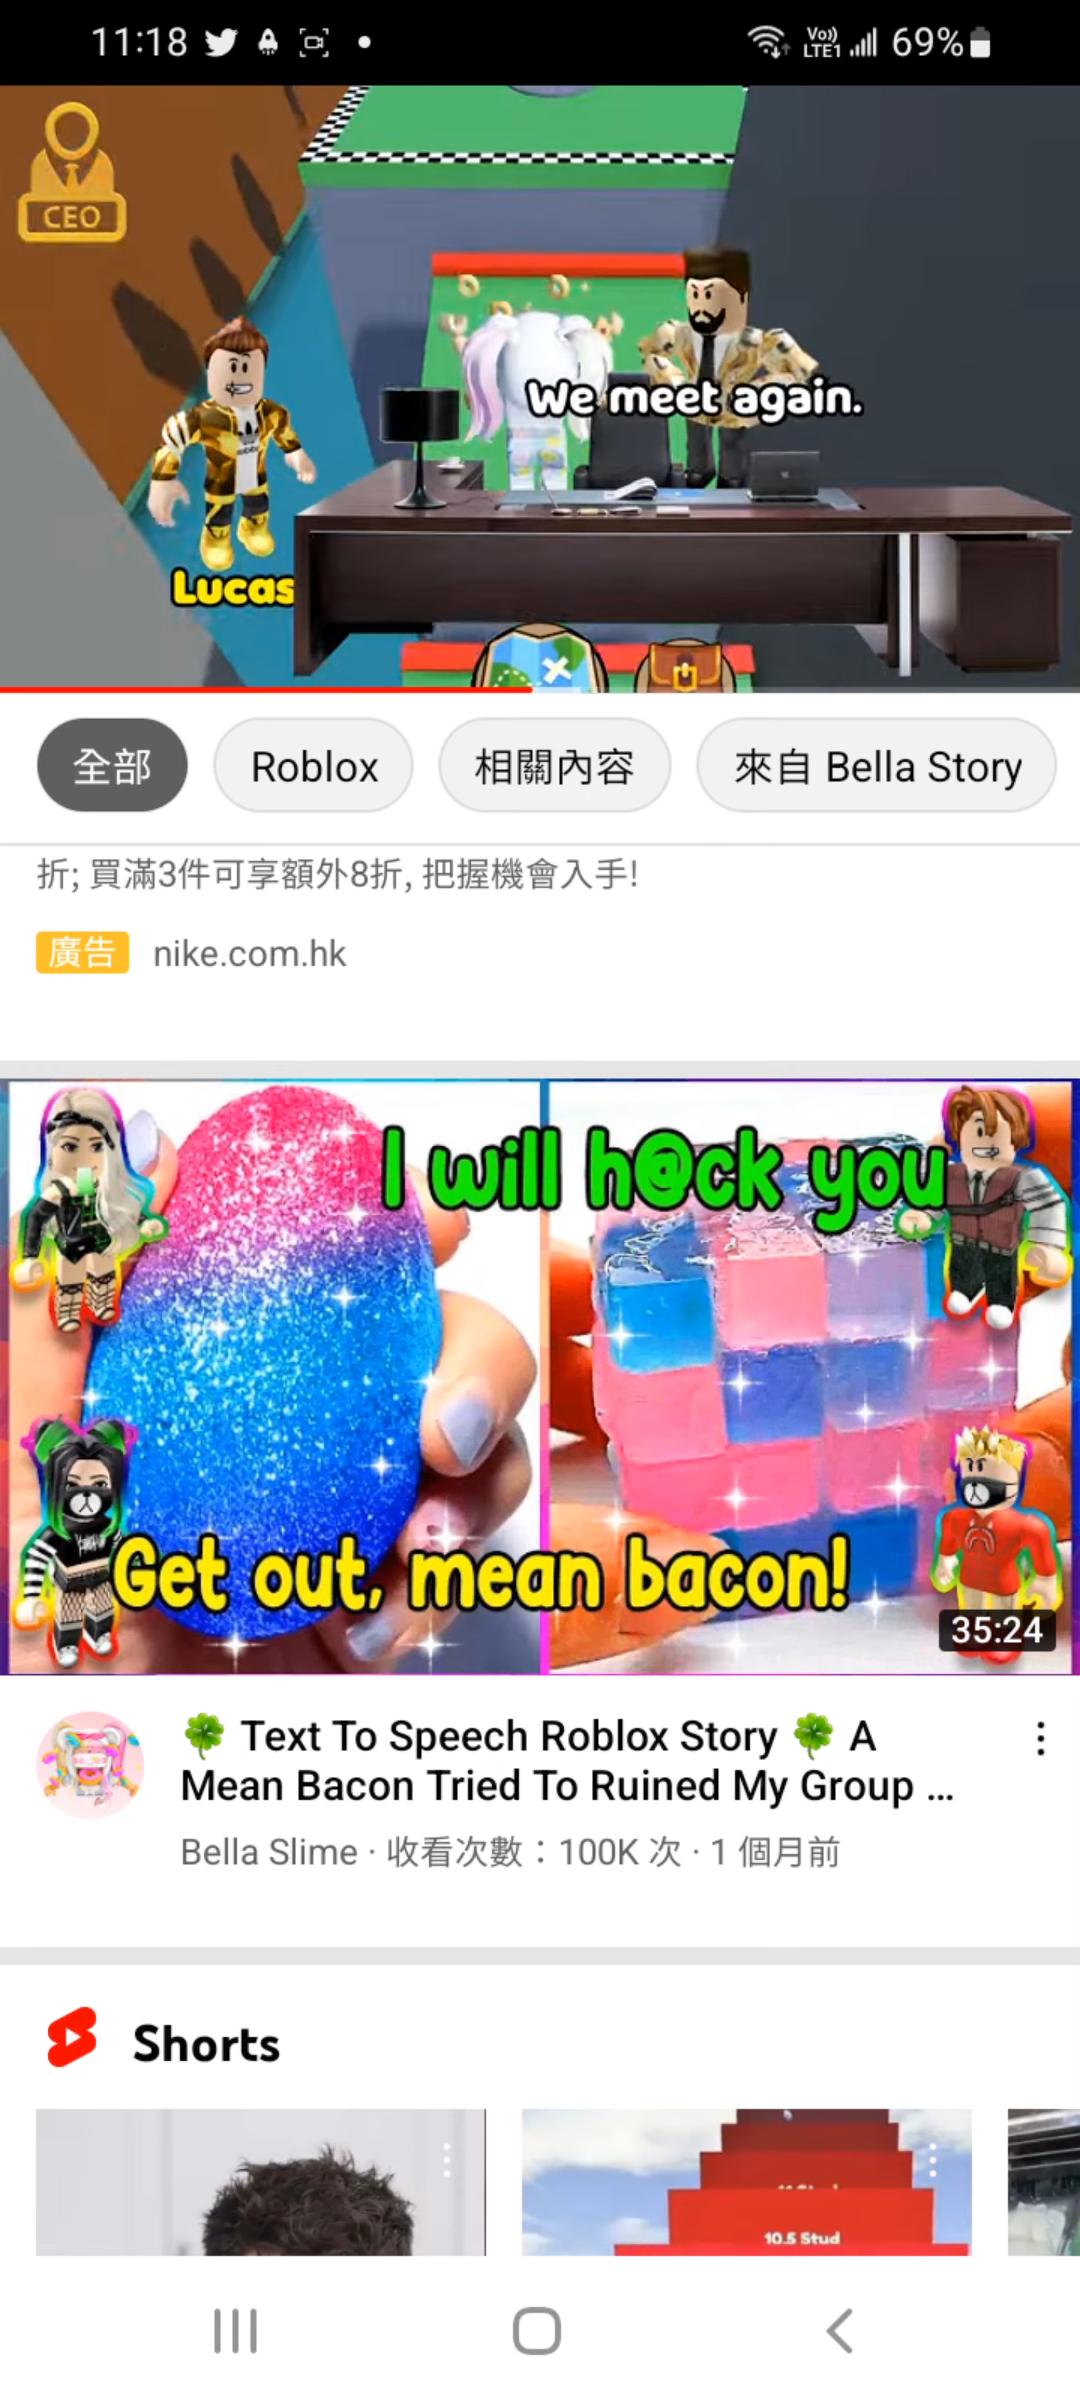 11:18
Vo))
LTE1
69%
CEO
We meet again.
Lucas
全部
Roblox
相關內容
來自 Bella Story
折; 買滿3件可享額外8折, 把握機會入手!
廣告
nike.com.hk
I will h@ck you
Get out, mean bacon!
35:24
🍀 Text To Speech Roblox Story 🍀 A
Mean Bacon Tried To Ruined My Group ...
Bella Slime · 收看次數：100K 次 · 1 個月前
Shorts
10.5 Stud